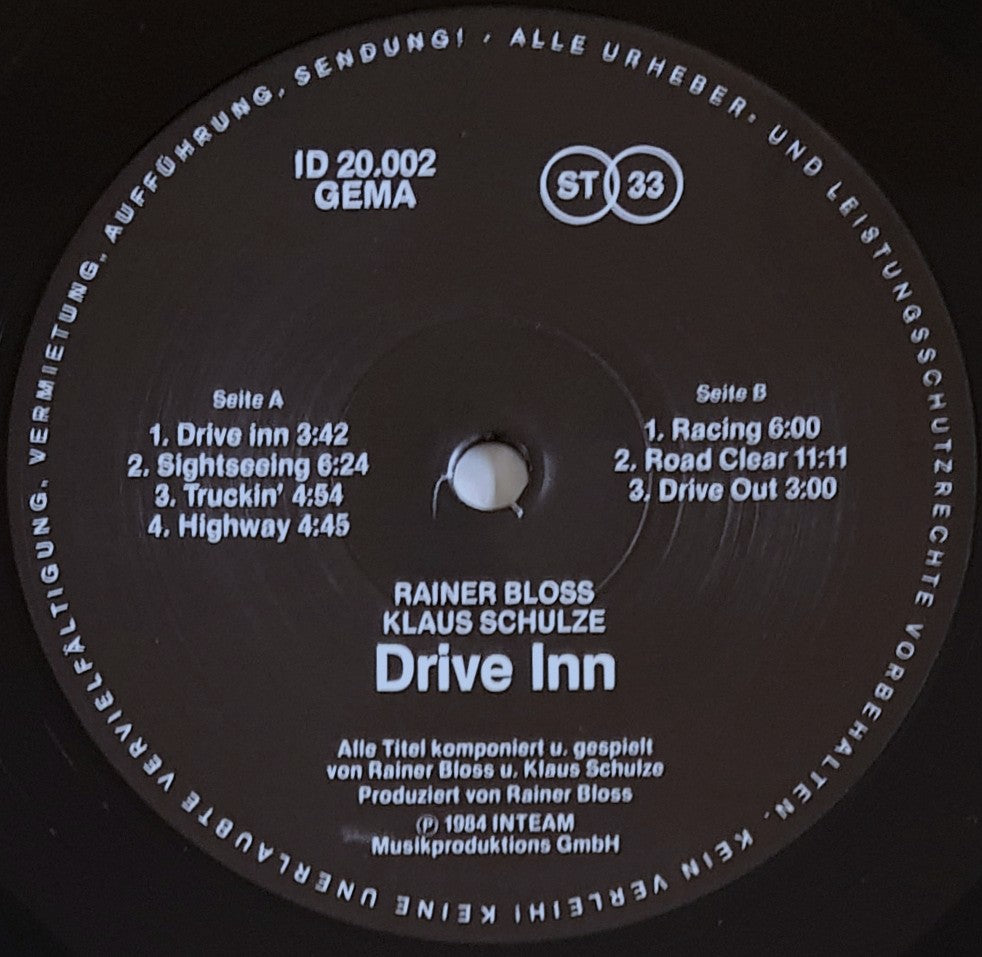 ALLE URHEBER- UND LEISTUNGSSCHUTZRECHTE VORBEHALTEN. KEIN VERLEIH! KEINE UNERLAUBTE VERVIELFÄLTIGUNG, VERMIETUNG, AUFFÜHRUNG, SENDUNG!
ID 20.002
GEMA
ST 33
Seite A
1. Drive inn 3:42
2. Sightseeing 6:24
3. Truckin' 4:54
4. Highway 4:45
Seite B
1. Racing 6:00
2. Road Clear 11:11
3. Drive Out 3:00
RAINER BLOSS
KLAUS SCHULZE
Drive Inn
Alle Titel komponiert u. gespielt
von Rainer Bloss u. Klaus Schulze
Produziert von Rainer Bloss
℗ 1984 INTEAM
Musikproduktions GmbH